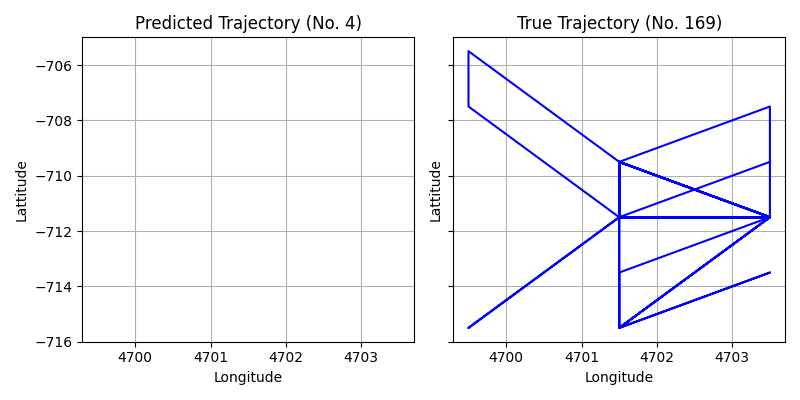 Predicted Trajectory (No. 4)
True Trajectory (No. 169)
Lattitude
−706
−708
−710
−712
−714
−716
4700
4701
4702
4703
Longitude
Lattitude
4700
4701
4702
4703
Longitude